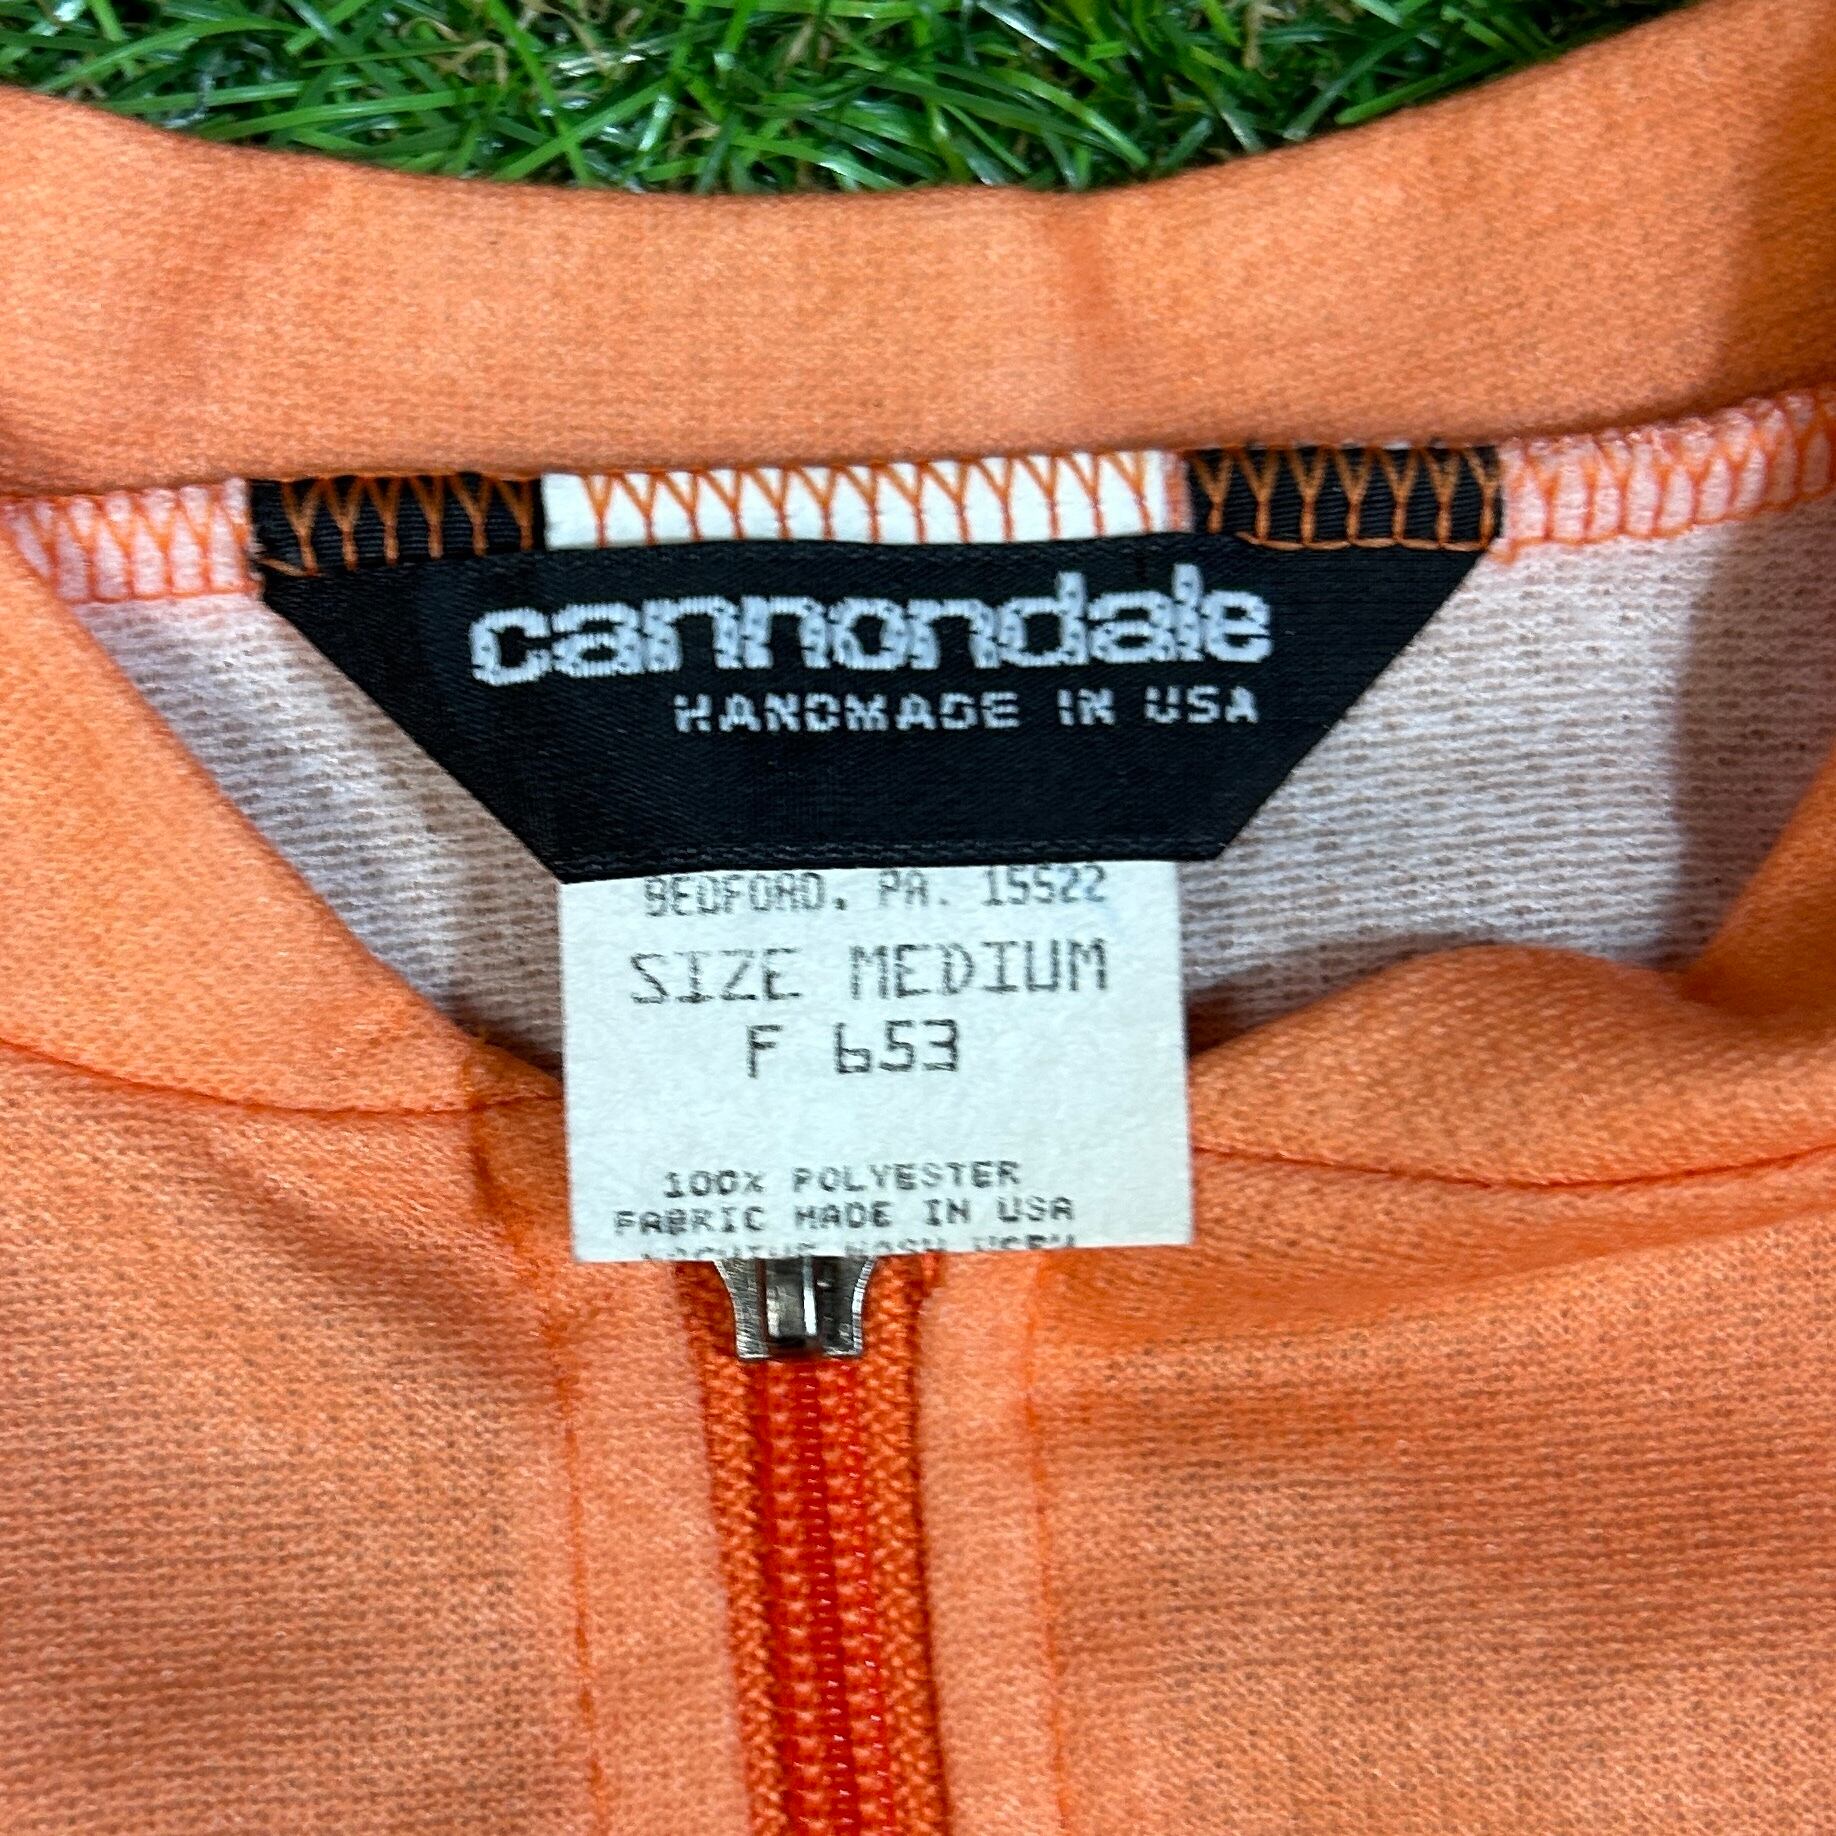 cannondale
HANDMADE IN USA
BEDFORD, PA. 15522
SIZE MEDIUM
F 653
100% POLYESTER
FABRIC MADE IN USA